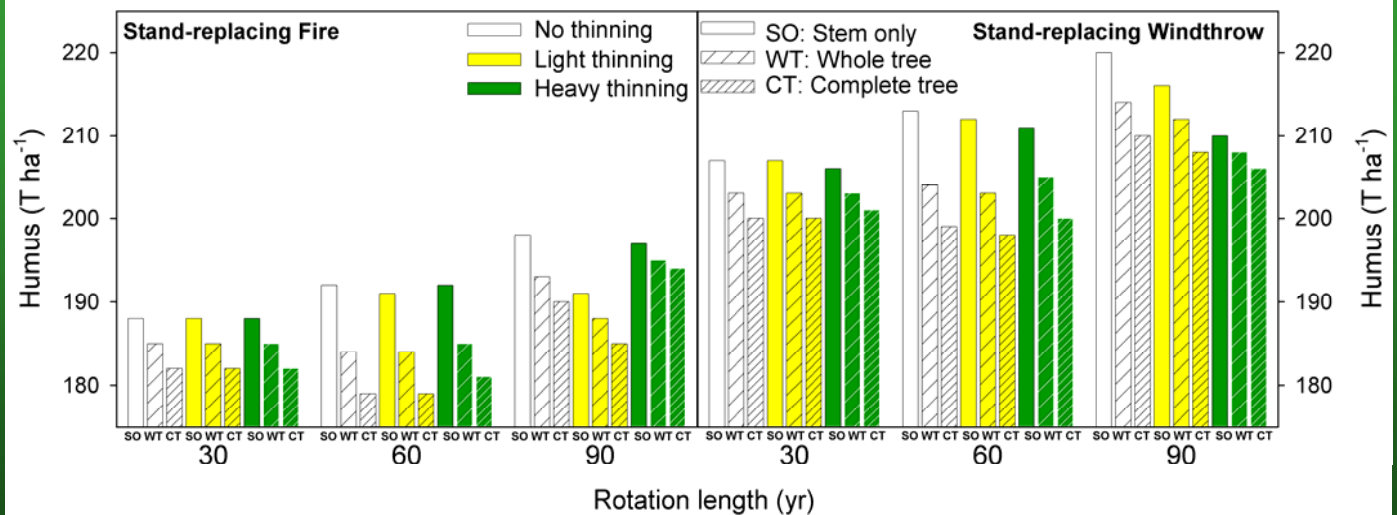 Stand-replacing Fire
No thinning
Light thinning
Heavy thinning
SO: Stem only
WT: Whole tree
CT: Complete tree
Stand-replacing Windthrow
Humus (T ha⁻¹)
220
210
200
190
180
220
210
200
190
180
Humus (T ha⁻¹)
SO WT CT SO WT CT SO WT CT SO WT CT SO WT CT SO WT CT SO WT CT SO WT CT SO WT CT SO WT CT SO WT CT SO WT CT SO WT CT SO WT CT SO WT CT SO WT CT SO WT CT SO WT CT
30 60 90 30 60 90
Rotation length (yr)